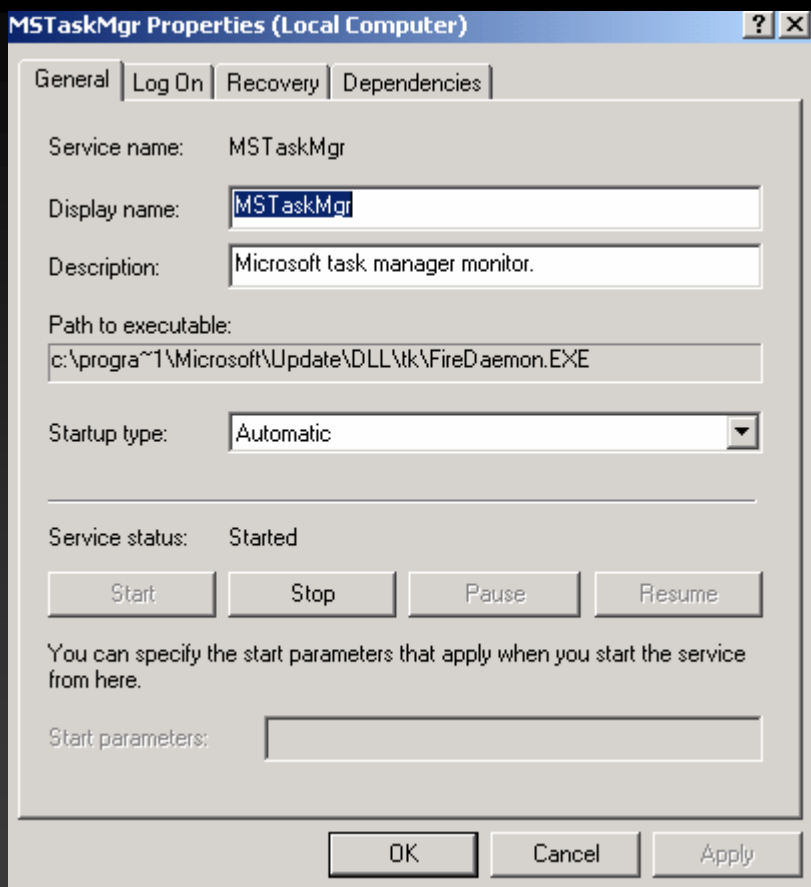 MSTaskMgr Properties (Local Computer)
General Log On Recovery Dependencies
Service name: MSTaskMgr
Display name: MSTaskMgr
Description: Microsoft task manager monitor.
Path to executable:
c:\progra~1\Microsoft\Update\DLL\tk\FireDaemon.EXE
Startup type: Automatic
Service status: Started
Start Stop Pause Resume
You can specify the start parameters that apply when you start the service
from here.
Start parameters:
OK Cancel Apply